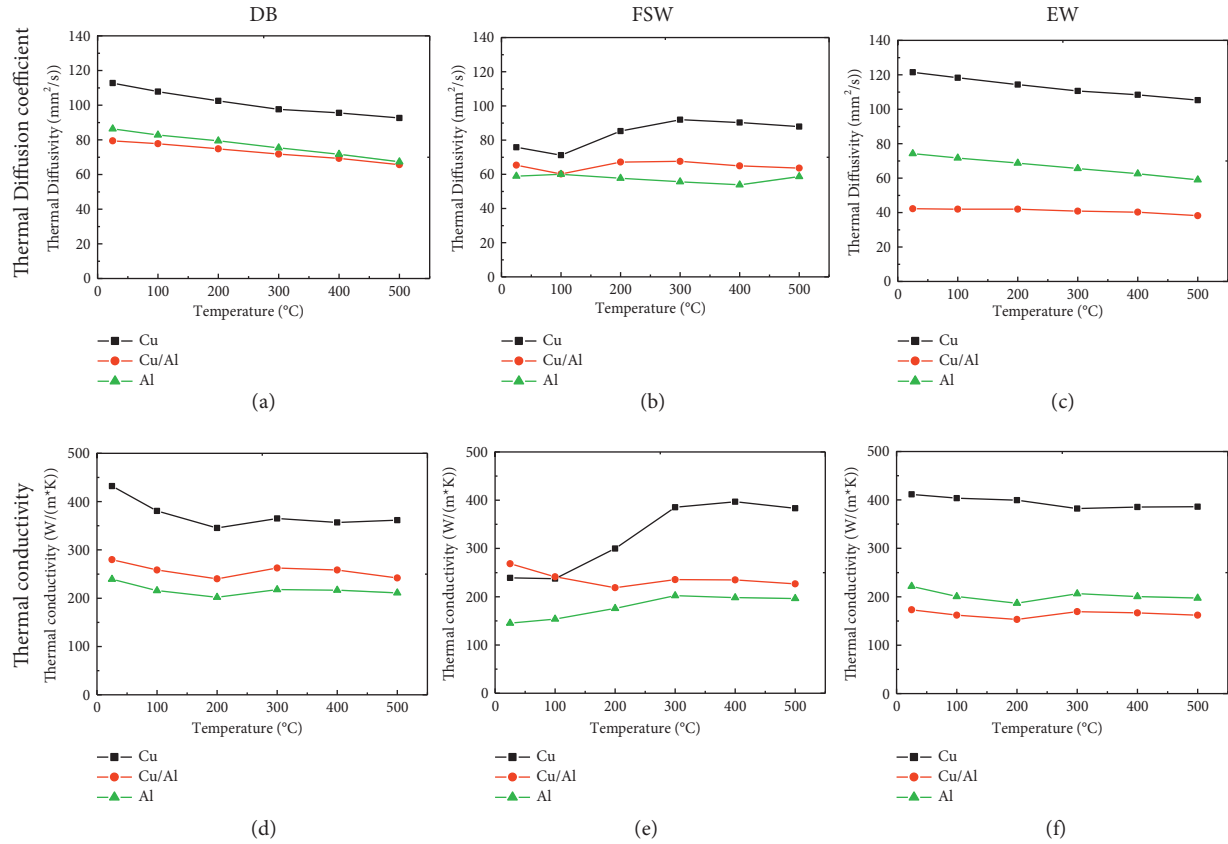 DB
FSW
EW
Thermal Diffusion coefficient
Thermal Diffusivity (mm²/s))
140
120
100
80
60
40
20
0
0 100 200 300 400 500
Temperature (°C)
Cu
Cu/Al
Al
(a)
Thermal Diffusivity (mm²/s))
140
120
100
80
60
40
20
0
0 100 200 300 400 500
Temperature (°C)
Cu
Cu/Al
Al
(b)
Thermal Diffusivity (mm²/s))
140
120
100
80
60
40
20
0
0 100 200 300 400 500
Temperature (°C)
Cu
Cu/Al
Al
(c)
Thermal conductivity
Thermal conductivity (W/(m*K))
500
400
300
200
100
0
0 100 200 300 400 500
Temperature (°C)
Cu
Cu/Al
Al
(d)
Thermal conductivity (W/(m*K))
500
400
300
200
100
0
0 100 200 300 400 500
Temperature (°C)
Cu
Cu/Al
Al
(e)
Thermal conductivity (W/(m*K))
500
400
300
200
100
0
0 100 200 300 400 500
Temperature (°C)
Cu
Cu/Al
Al
(f)